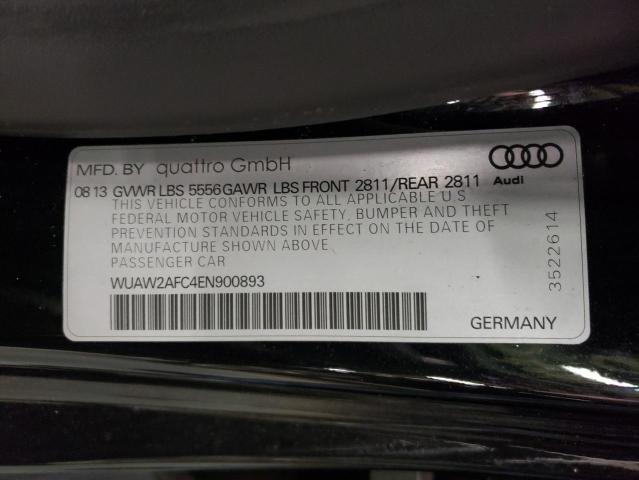 MFD. BY quattro GmbH
Audi
08 13 GVWR LBS 5556 GAWR LBS FRONT 2811/REAR 2811
THIS VEHICLE CONFORMS TO ALL APPLICABLE U S
FEDERAL MOTOR VEHICLE SAFETY, BUMPER AND THEFT
PREVENTION STANDARDS IN EFFECT ON THE DATE OF
MANUFACTURE SHOWN ABOVE.
PASSENGER CAR
WUAW2AFC4EN900893
GERMANY
3522614